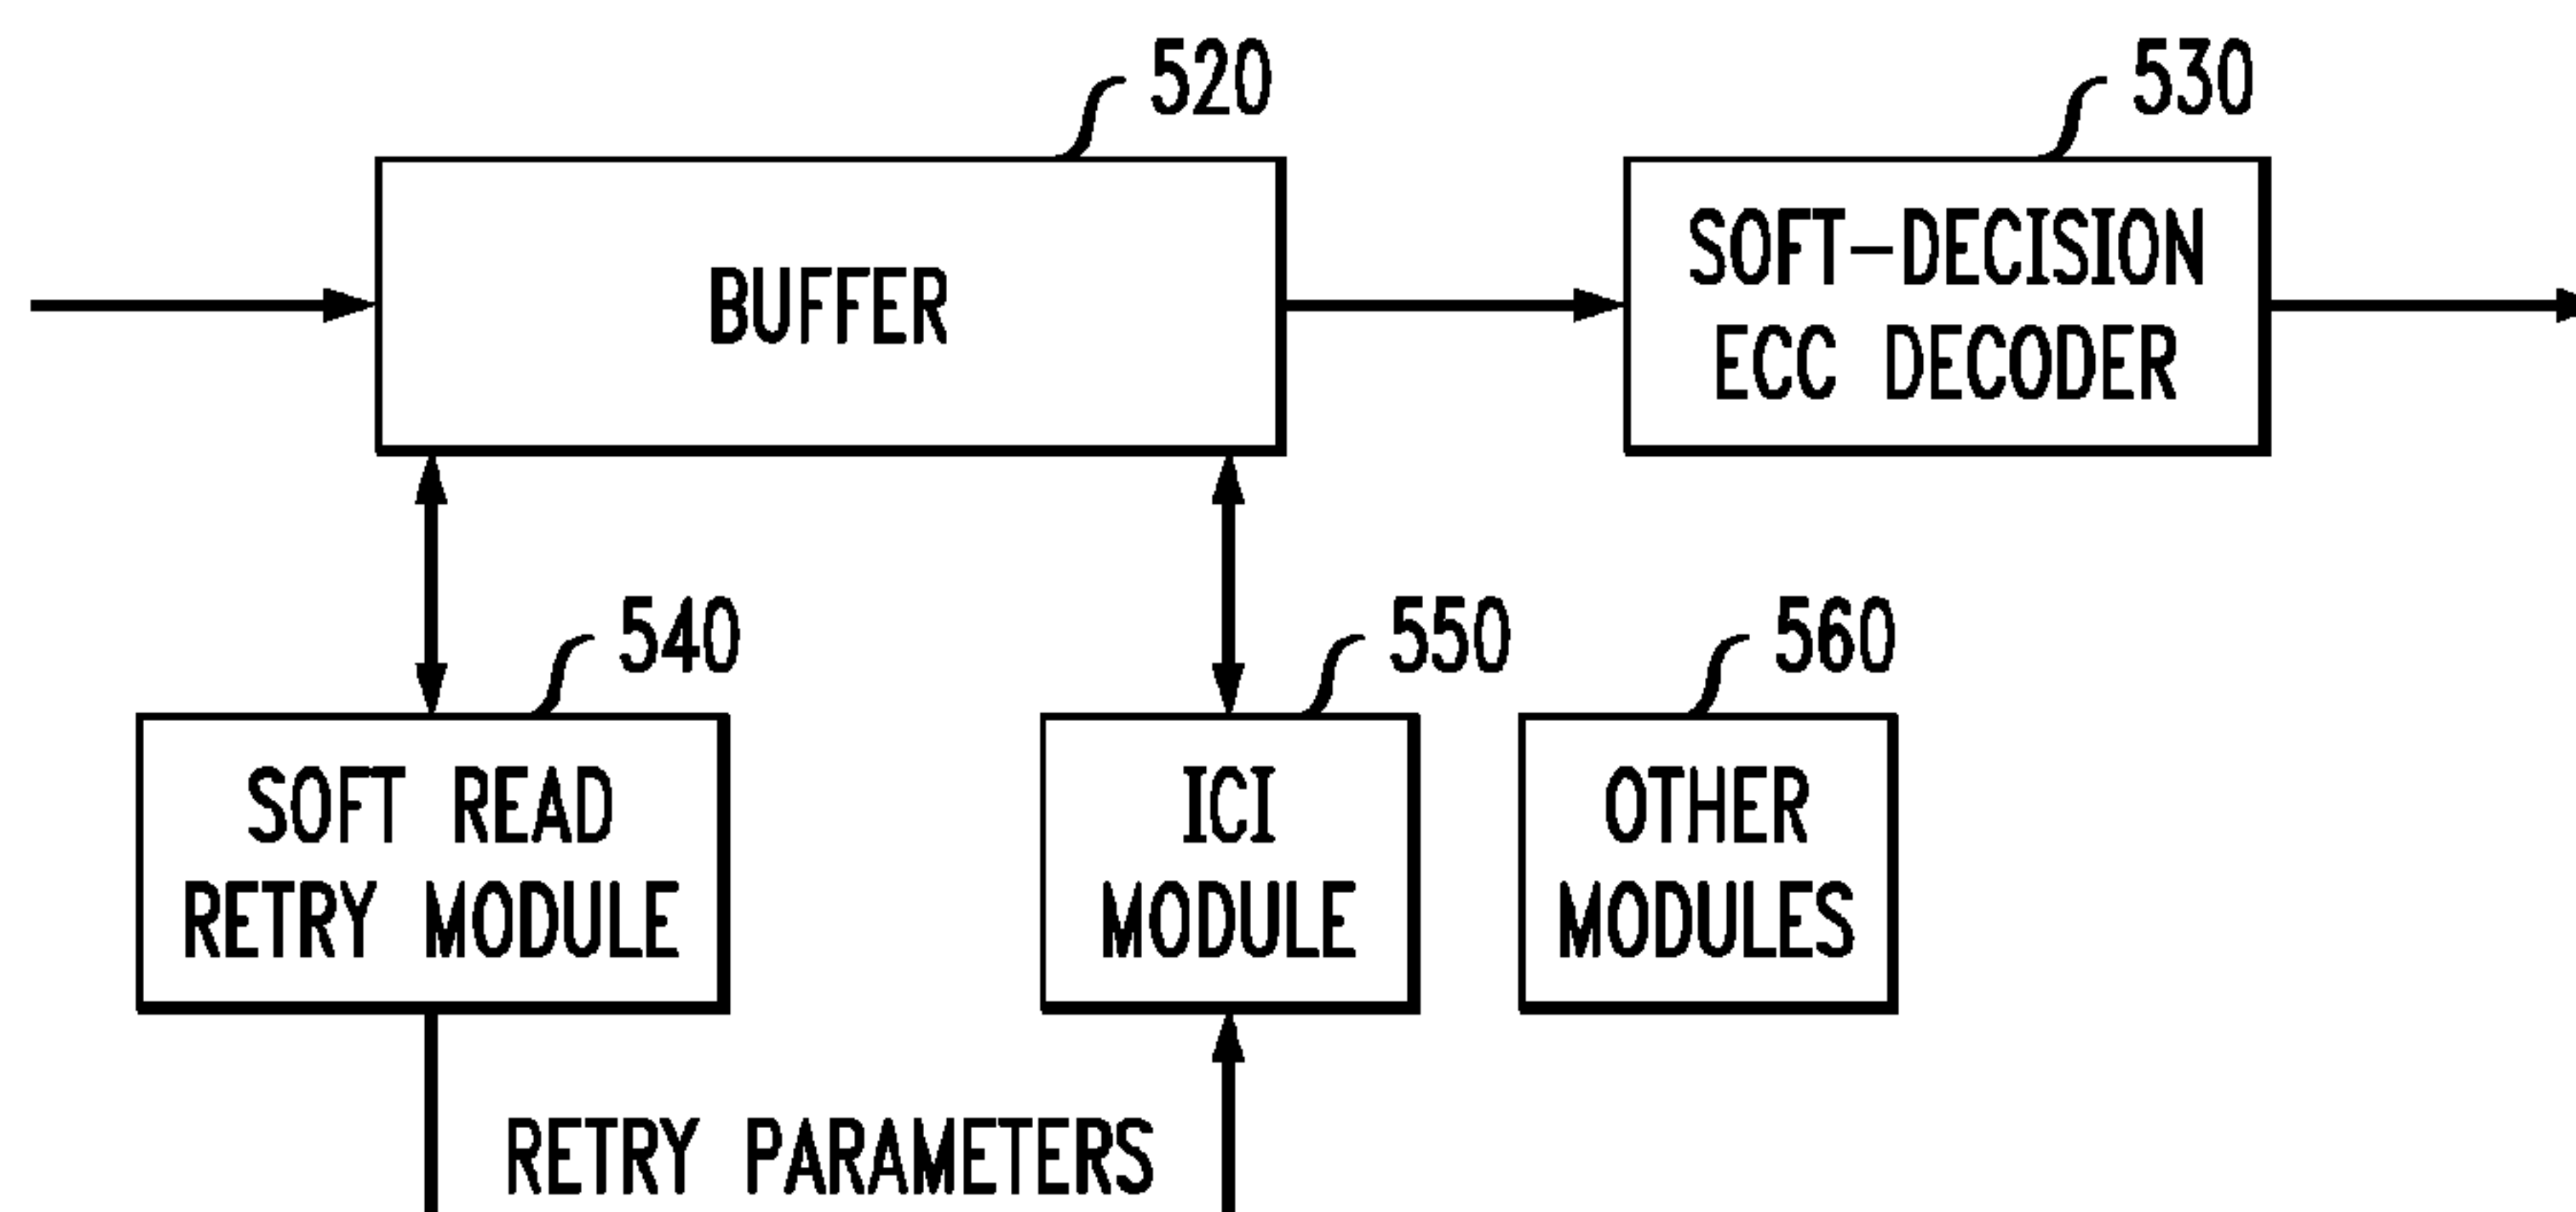 520
530
BUFFER
SOFT-DECISION
ECC DECODER
540
550
560
SOFT READ
RETRY MODULE
ICI
MODULE
OTHER
MODULES
RETRY PARAMETERS